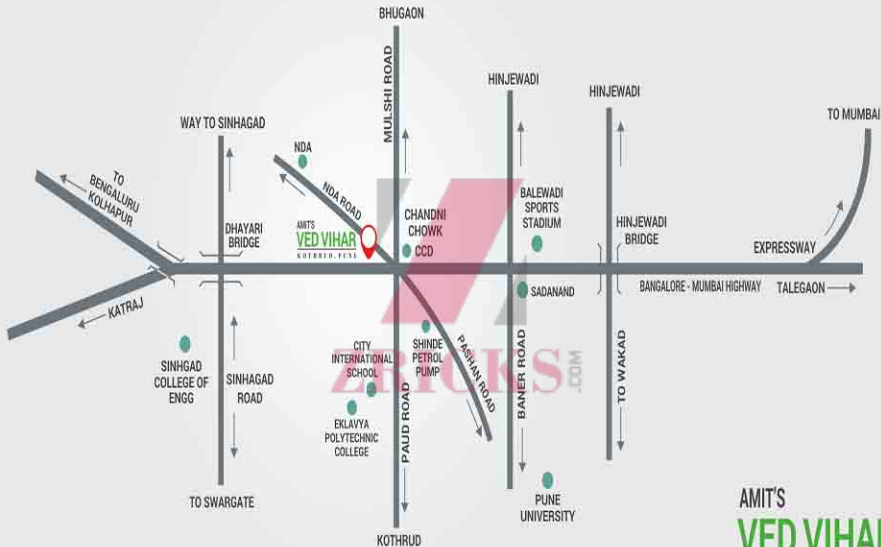 BHUGAON
MULSHI ROAD
HINJEWADI
HINJEWADI
TO MUMBAI
WAY TO SINHAGAD
NDA
NDA ROAD
TO
BENGALURU
KOLHAPUR
DHAYARI
BRIDGE
AMIT'S
VED VIHAR
KOTHRUD, PUNE
CHANDNI
CHOWK
CCD
BALEWADI
SPORTS
STADIUM
HINJEWADI
BRIDGE
EXPRESSWAY
KATRAJ
SADANAND
BANGALORE - MUMBAI HIGHWAY
TALEGAON
SINHGAD
COLLEGE OF
ENGG
SINHAGAD
ROAD
CITY
INTERNATIONAL
SCHOOL
SHINDE
PETROL
PUMP
PASHAN ROAD
BANER ROAD
TO WAKAD
ZRICKS
.COM
EKLAVYA
POLYTECHNIC
COLLEGE
PAUD ROAD
TO SWARGATE
PUNE
UNIVERSITY
KOTHRUD
AMIT'S
VED VIHAR